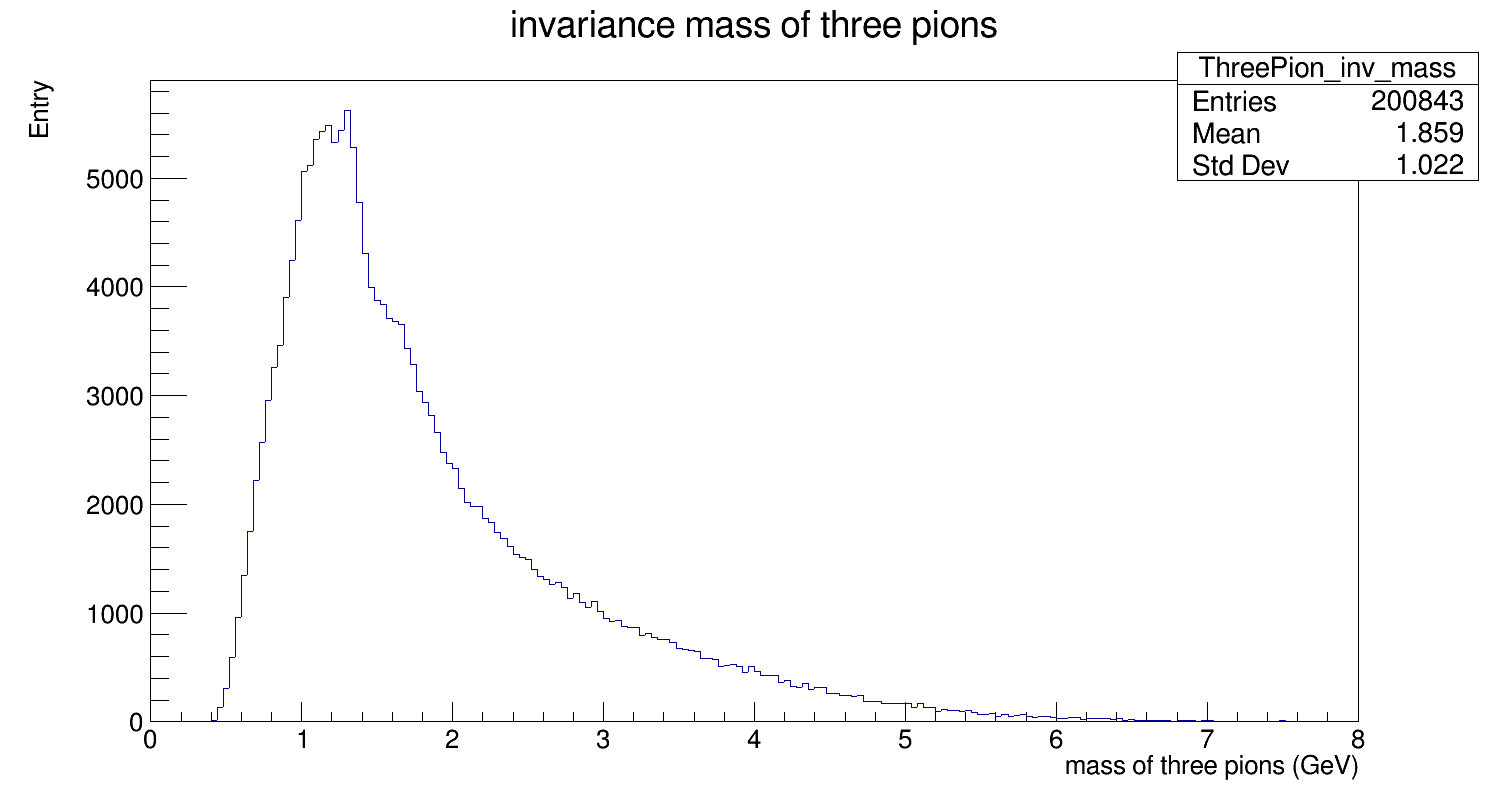 invariance mass of three pions
ThreePion_inv_mass
Entries 200843
Mean 1.859
Std Dev 1.022
Entry
5000
4000
3000
2000
1000
0
0 1 2 3 4 5 6 7 8
mass of three pions (GeV)